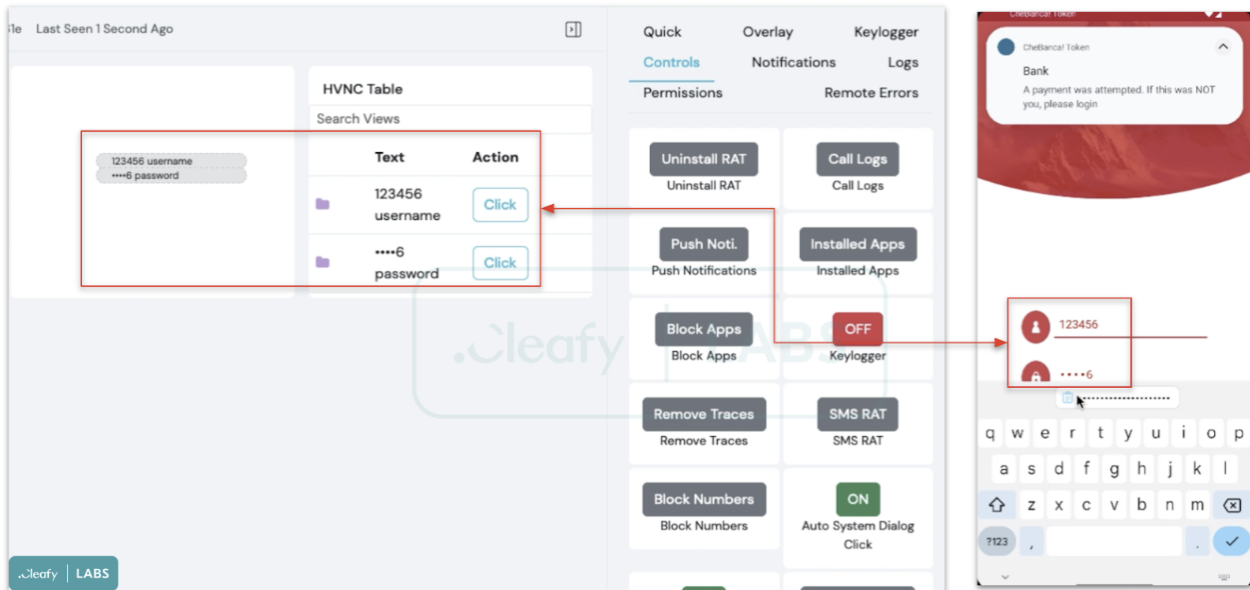 Last Seen 1 Second Ago
HVNC Table
Search Views
Text Action
123456 username
••••6 password
123456
username
Click
••••6
password
Click
Quick Overlay Keylogger
Controls Notifications Logs
Permissions Remote Errors
Uninstall RAT
Uninstall RAT
Call Logs
Call Logs
Push Noti.
Push Notifications
Installed Apps
Installed Apps
Block Apps
Block Apps
OFF
Keylogger
Remove Traces
Remove Traces
SMS RAT
SMS RAT
Block Numbers
Block Numbers
ON
Auto System Dialog
Click
.Cleafy LABS
.Cleafy | LABS
CheBanca! Token
CheBanca! Token
Bank
A payment was attempted. If this was NOT
you, please login
123456
••••6
q w e r t y u i o p
a s d f g h j k l
z x c v b n m
?123 , .